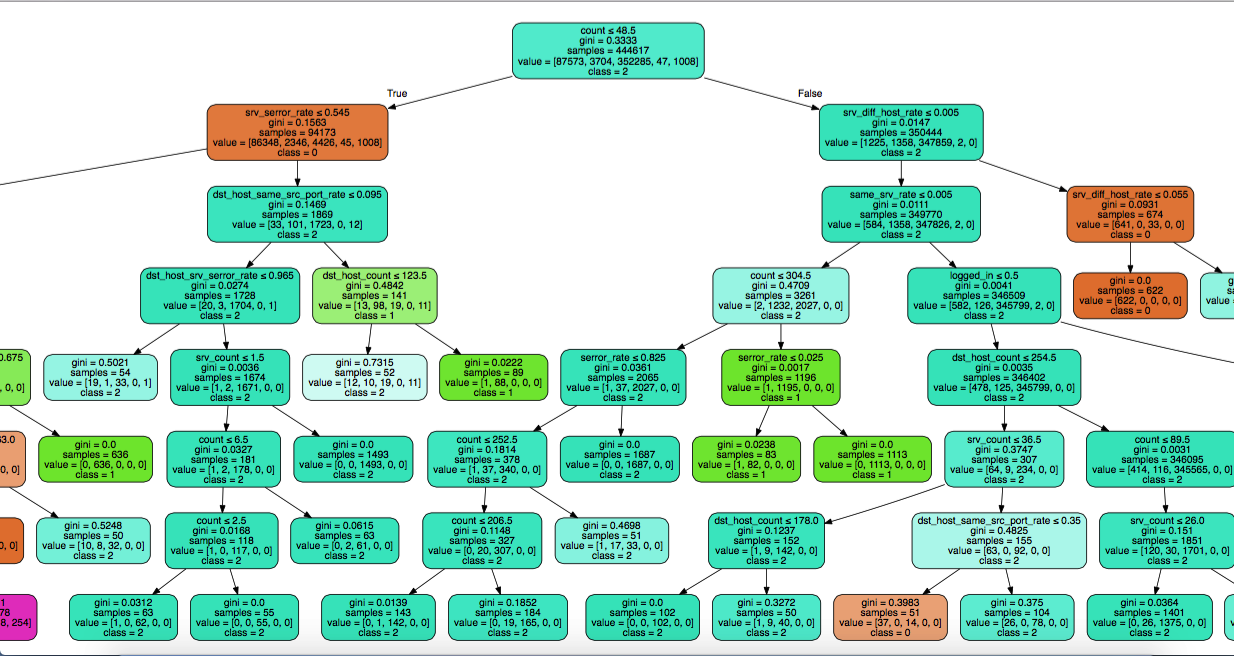 count ≤ 48.5
gini = 0.3333
samples = 444617
value = [87573, 3704, 352285, 47, 1008]
class = 2
True
False
srv_serror_rate ≤ 0.545
gini = 0.1563
samples = 94173
value = [86348, 2346, 4426, 45, 1008]
class = 0
srv_diff_host_rate ≤ 0.005
gini = 0.0147
samples = 350444
value = [1225, 1358, 347859, 2, 0]
class = 2
dst_host_same_src_port_rate ≤ 0.095
gini = 0.1469
samples = 1869
value = [33, 101, 1723, 0, 12]
class = 2
same_srv_rate ≤ 0.005
gini = 0.0111
samples = 349770
value = [584, 1358, 347826, 2, 0]
class = 2
srv_diff_host_rate ≤ 0.055
gini = 0.0931
samples = 674
value = [641, 0, 33, 0, 0]
class = 0
dst_host_srv_serror_rate ≤ 0.965
gini = 0.0274
samples = 1728
value = [20, 3, 1704, 0, 1]
class = 2
dst_host_count ≤ 123.5
gini = 0.4842
samples = 141
value = [13, 98, 19, 0, 11]
class = 1
count ≤ 304.5
gini = 0.4709
samples = 3261
value = [2, 1232, 2027, 0, 0]
class = 2
logged_in ≤ 0.5
gini = 0.0041
samples = 346509
value = [582, 126, 345799, 2, 0]
class = 2
gini = 0.0
samples = 622
value = [622, 0, 0, 0, 0]
class = 0
g
sa
value =
0.675
, 0, 0]
gini = 0.5021
samples = 54
value = [19, 1, 33, 0, 1]
class = 2
srv_count ≤ 1.5
gini = 0.0036
samples = 1674
value = [1, 2, 1671, 0, 0]
class = 2
gini = 0.7315
samples = 52
value = [12, 10, 19, 0, 11]
class = 2
gini = 0.0222
samples = 89
value = [1, 88, 0, 0, 0]
class = 1
serror_rate ≤ 0.825
gini = 0.0361
samples = 2065
value = [1, 37, 2027, 0, 0]
class = 2
serror_rate ≤ 0.025
gini = 0.0017
samples = 1196
value = [1, 1195, 0, 0, 0]
class = 1
dst_host_count ≤ 254.5
gini = 0.0035
samples = 346402
value = [478, 125, 345799, 0, 0]
class = 2
63.0
0, 0]
gini = 0.0
samples = 636
value = [0, 636, 0, 0, 0]
class = 1
count ≤ 6.5
gini = 0.0327
samples = 181
value = [1, 2, 178, 0, 0]
class = 2
gini = 0.0
samples = 1493
value = [0, 0, 1493, 0, 0]
class = 2
count ≤ 252.5
gini = 0.1814
samples = 378
value = [1, 37, 340, 0, 0]
class = 2
gini = 0.0
samples = 1687
value = [0, 0, 1687, 0, 0]
class = 2
gini = 0.0238
samples = 83
value = [1, 82, 0, 0, 0]
class = 1
gini = 0.0
samples = 1113
value = [0, 1113, 0, 0, 0]
class = 1
srv_count ≤ 36.5
gini = 0.3747
samples = 307
value = [64, 9, 234, 0, 0]
class = 2
count ≤ 89.5
gini = 0.0031
samples = 346095
value = [414, 116, 345565, 0, 0]
class = 2
0, 0]
gini = 0.5248
samples = 50
value = [10, 8, 32, 0, 0]
class = 2
count ≤ 2.5
gini = 0.0168
samples = 118
value = [1, 0, 117, 0, 0]
class = 2
gini = 0.0615
samples = 63
value = [0, 2, 61, 0, 0]
class = 2
count ≤ 206.5
gini = 0.1148
samples = 327
value = [0, 20, 307, 0, 0]
class = 2
gini = 0.4698
samples = 51
value = [1, 17, 33, 0, 0]
class = 2
dst_host_count ≤ 178.0
gini = 0.1237
samples = 152
value = [1, 9, 142, 0, 0]
class = 2
dst_host_same_src_port_rate ≤ 0.35
gini = 0.4825
samples = 155
value = [63, 0, 92, 0, 0]
class = 2
srv_count ≤ 26.0
gini = 0.151
samples = 1851
value = [120, 30, 1701, 0, 0]
class = 2
1
78
8, 254]
gini = 0.0312
samples = 63
value = [1, 0, 62, 0, 0]
class = 2
gini = 0.0
samples = 55
value = [0, 0, 55, 0, 0]
class = 2
gini = 0.0139
samples = 143
value = [0, 1, 142, 0, 0]
class = 2
gini = 0.1852
samples = 184
value = [0, 19, 165, 0, 0]
class = 2
gini = 0.0
samples = 102
value = [0, 0, 102, 0, 0]
class = 2
gini = 0.3272
samples = 50
value = [1, 9, 40, 0, 0]
class = 2
gini = 0.3983
samples = 51
value = [37, 0, 14, 0, 0]
class = 0
gini = 0.375
samples = 104
value = [26, 0, 78, 0, 0]
class = 2
gini = 0.0364
samples = 1401
value = [0, 26, 1375, 0, 0]
class = 2